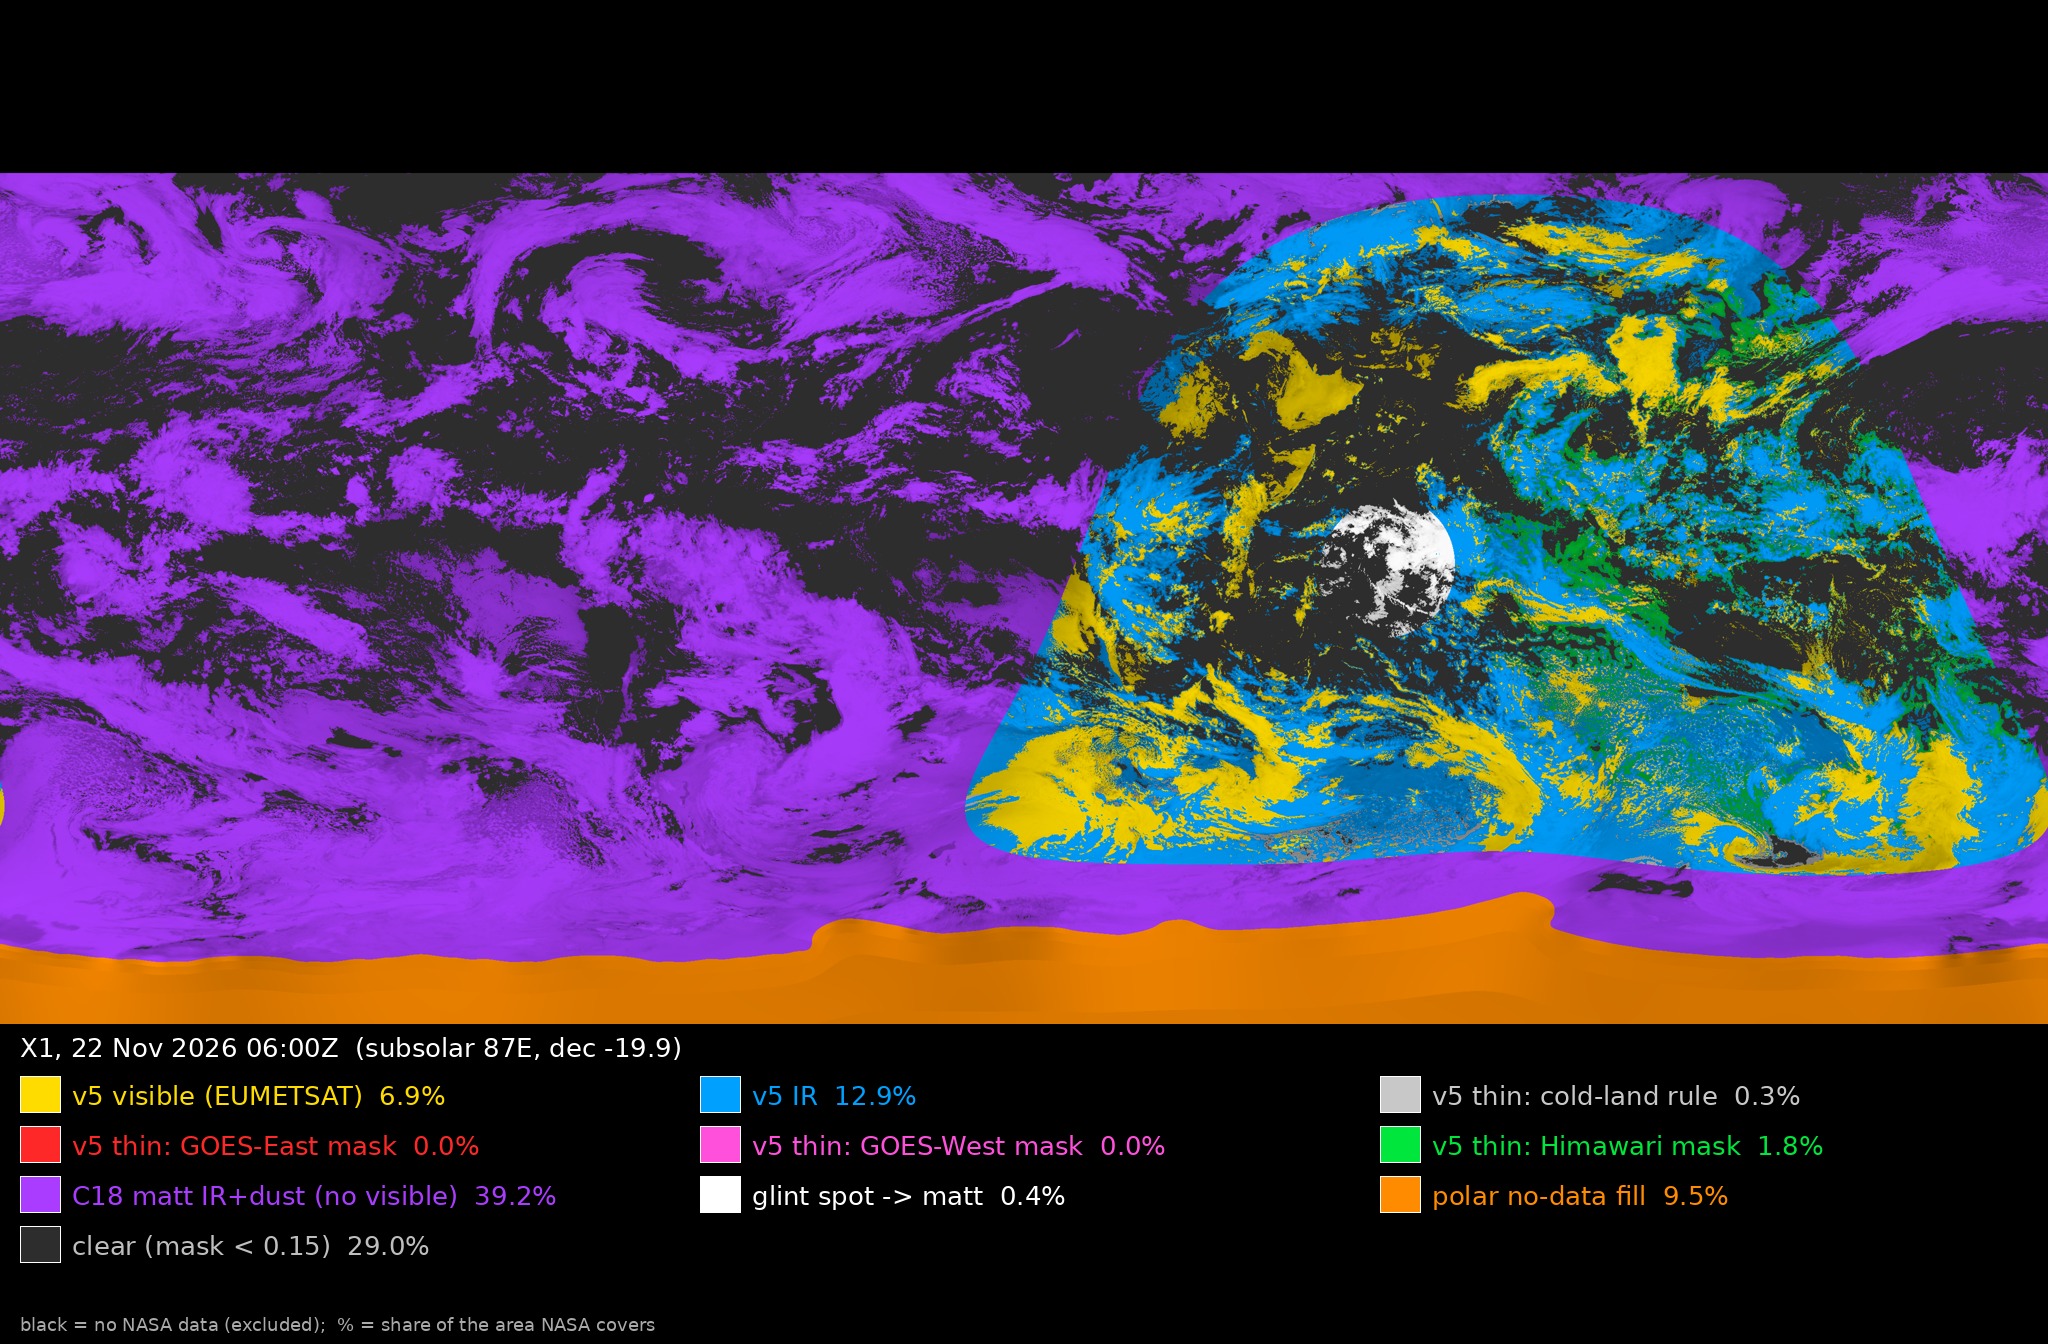 X1, 22 Nov 2026 06:00Z  (subsolar 87E, dec -19.9)
v5 visible (EUMETSAT)  6.9%
v5 IR  12.9%
v5 thin: cold-land rule  0.3%
v5 thin: GOES-East mask  0.0%
v5 thin: GOES-West mask  0.0%
v5 thin: Himawari mask  1.8%
C18 matt IR+dust (no visible)  39.2%
glint spot -> matt  0.4%
polar no-data fill  9.5%
clear (mask < 0.15)  29.0%
black = no NASA data (excluded);  % = share of the area NASA covers